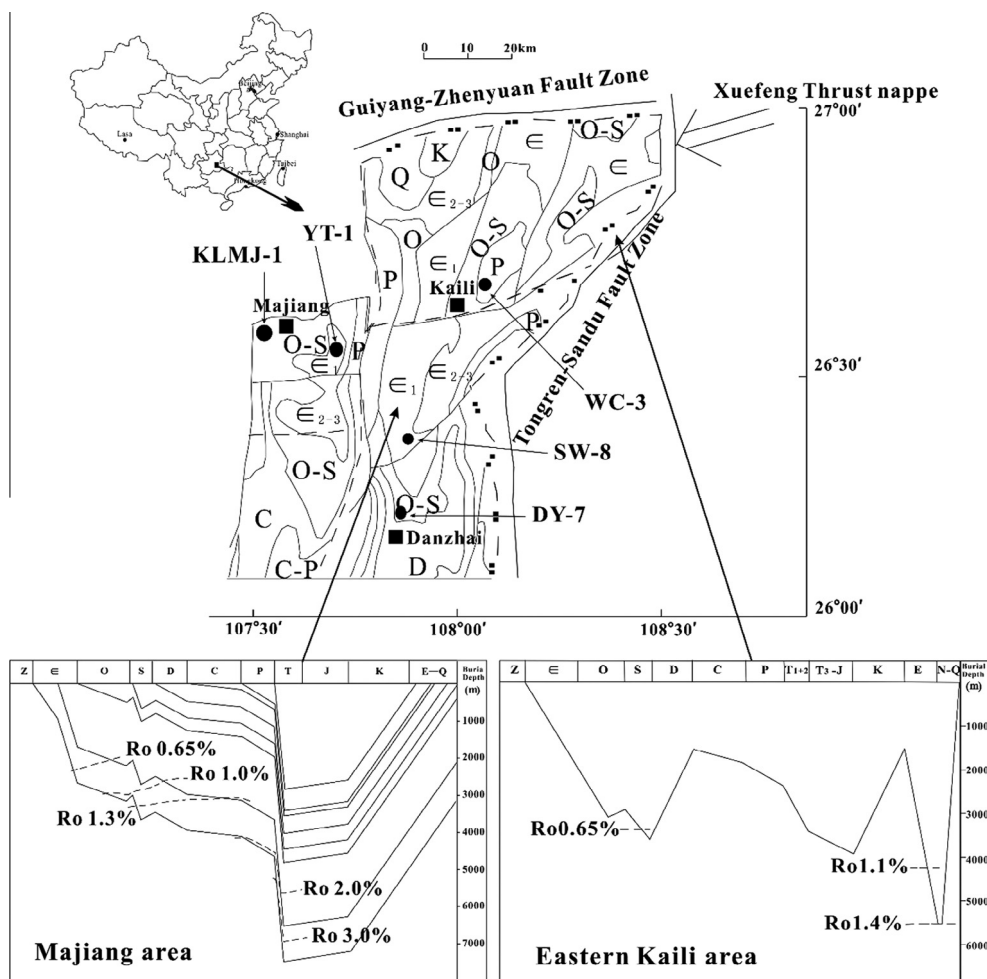 0 10 20km
Beijing
Lasa
Shanghai
Taibei
Guiyang-Zhenyuan Fault Zone
Xuefeng Thrust nappe
27°00′
O-S
∈
K
O
Q
∈
∈2-3
YT-1
O
O-S
O-S
KLMJ-1
∈1
P
P
Kaili
Majiang
O-S
P
∈1
P
Tongren-Sandu Fault Zone
26°30′
∈1
∈2-3
∈2-3
WC-3
SW-8
O-S
O-S
C
DY-7
Danzhai
C-P
D
26°00′
107°30′ 108°00′ 108°30′
Z ∈ O S D C P T J K E—Q Burial Depth (m)
1000
2000
3000
4000
5000
6000
7000
Ro 0.65%
Ro 1.0%
Ro 1.3%
Ro 2.0%
Ro 3.0%
Majiang area
Z ∈ O S D C P T1+2 T3-J K E N-Q Burial Depth (m)
1000
2000
3000
4000
5000
6000
Ro0.65%
Ro1.1%
Ro1.4%
Eastern Kaili area